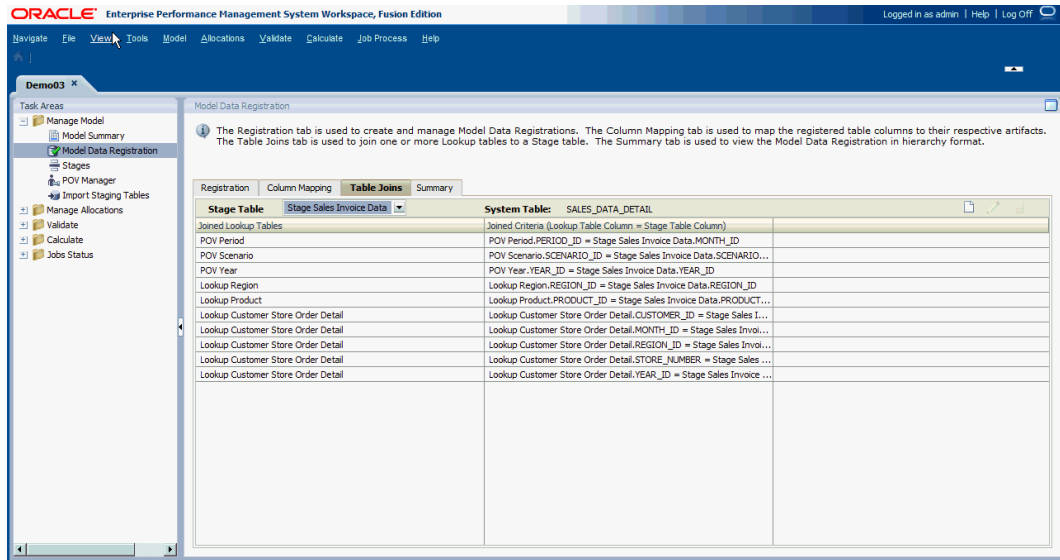 ORACLE Enterprise Performance Management System Workspace, Fusion Edition
Logged in as admin | Help | Log Off
Navigate File View Tools Model Allocations Validate Calculate Job Process Help
Demo03 ×
Task Areas
Manage Model
Model Summary
Model Data Registration
Stages
POV Manager
Import Staging Tables
Manage Allocations
Validate
Calculate
Jobs Status
Model Data Registration
The Registration tab is used to create and manage Model Data Registrations. The Column Mapping tab is used to map the registered table columns to their respective artifacts.
The Table Joins tab is used to join one or more Lookup tables to a Stage table. The Summary tab is used to view the Model Data Registration in hierarchy format.
Registration Column Mapping Table Joins Summary
Stage Table Stage Sales Invoice Data System Table: SALES_DATA_DETAIL
Joined Lookup Tables Joined Criteria (Lookup Table Column = Stage Table Column)
POV Period POV Period.PERIOD_ID = Stage Sales Invoice Data.MONTH_ID
POV Scenario POV Scenario.SCENARIO_ID = Stage Sales Invoice Data.SCENARIO...
POV Year POV Year.YEAR_ID = Stage Sales Invoice Data.YEAR_ID
Lookup Region Lookup Region.REGION_ID = Stage Sales Invoice Data.REGION_ID
Lookup Product Lookup Product.PRODUCT_ID = Stage Sales Invoice Data.PRODUCT...
Lookup Customer Store Order Detail Lookup Customer Store Order Detail.CUSTOMER_ID = Stage Sales I...
Lookup Customer Store Order Detail Lookup Customer Store Order Detail.MONTH_ID = Stage Sales Invoi...
Lookup Customer Store Order Detail Lookup Customer Store Order Detail.REGION_ID = Stage Sales Invoi...
Lookup Customer Store Order Detail Lookup Customer Store Order Detail.STORE_NUMBER = Stage Sales ...
Lookup Customer Store Order Detail Lookup Customer Store Order Detail.YEAR_ID = Stage Sales Invoice ...